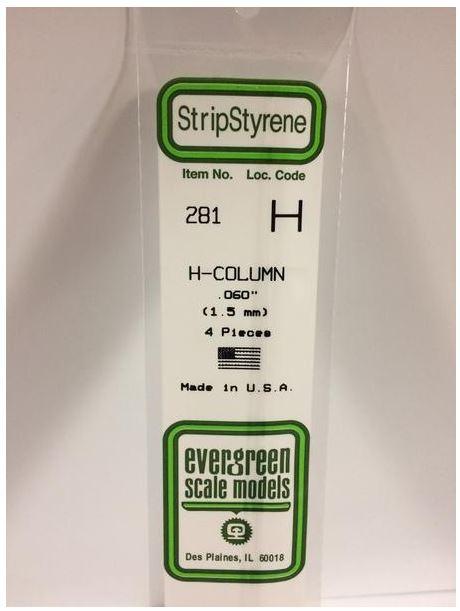 StripStyrene
Item No. Loc. Code
281 H
H-COLUMN
.060"
(1.5 mm)
4 Pieces
Made in U.S.A.
evergreen
scale models
Des Plaines, IL 60018